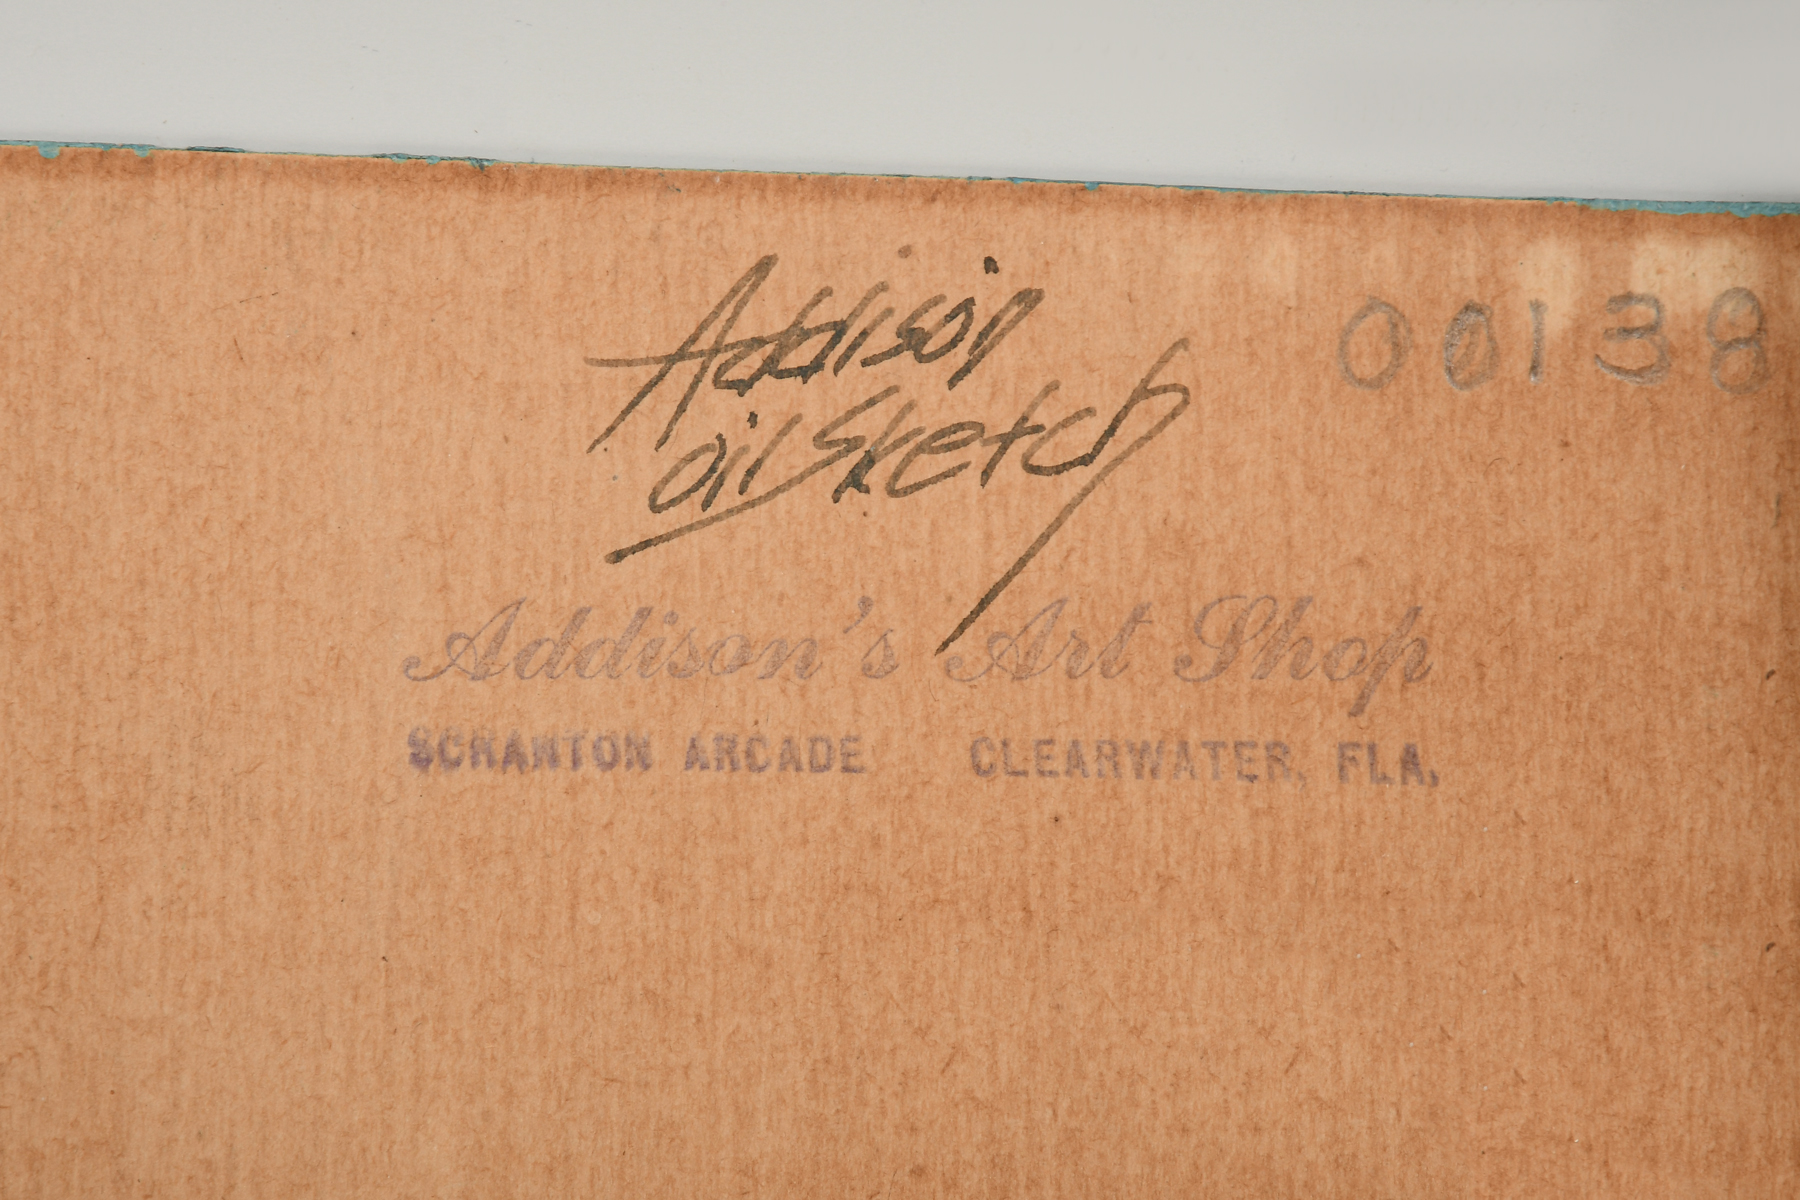 Addison
00138
oil sketch
Addison's Art Shop
SCRANTON ARCADE CLEARWATER, FLA.